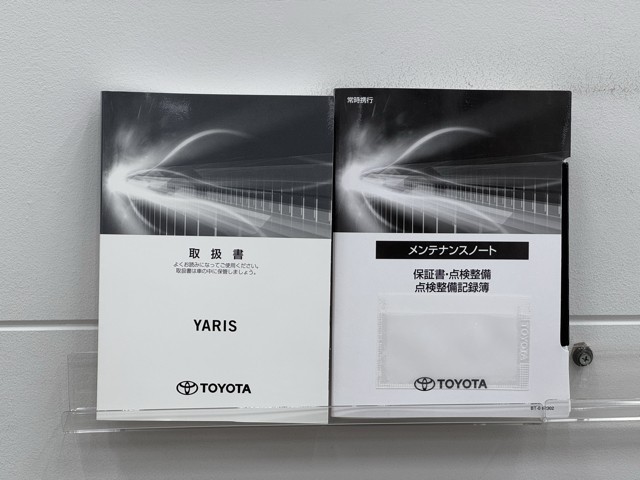 取扱書
よくお読みになってご使用ください。
取扱書は車の中に保管しましょう。
YARIS
TOYOTA
常時携行
メンテナンスノート
保証書・点検整備
点検整備記録簿
TOYOTA
TOYOTA